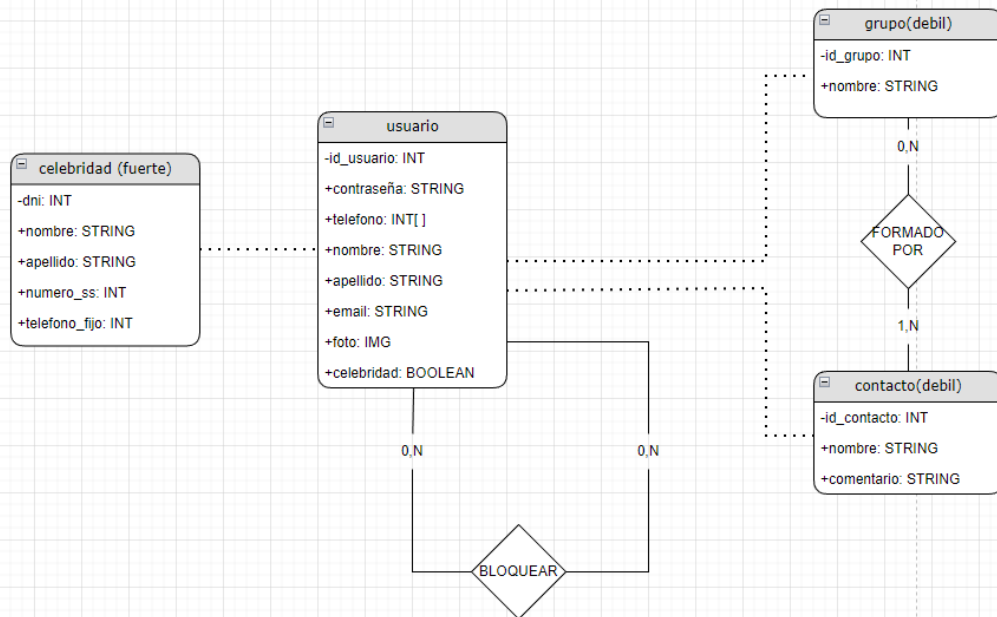 celebridad (fuerte)
-dni: INT
+nombre: STRING
+apellido: STRING
+numero_ss: INT
+telefono_fijo: INT
usuario
-id_usuario: INT
+contraseña: STRING
+telefono: INT[ ]
+nombre: STRING
+apellido: STRING
+email: STRING
+foto: IMG
+celebridad: BOOLEAN
0,N
0,N
BLOQUEAR
grupo(debil)
-id_grupo: INT
+nombre: STRING
0,N
FORMADO
POR
1,N
contacto(debil)
-id_contacto: INT
+nombre: STRING
+comentario: STRING